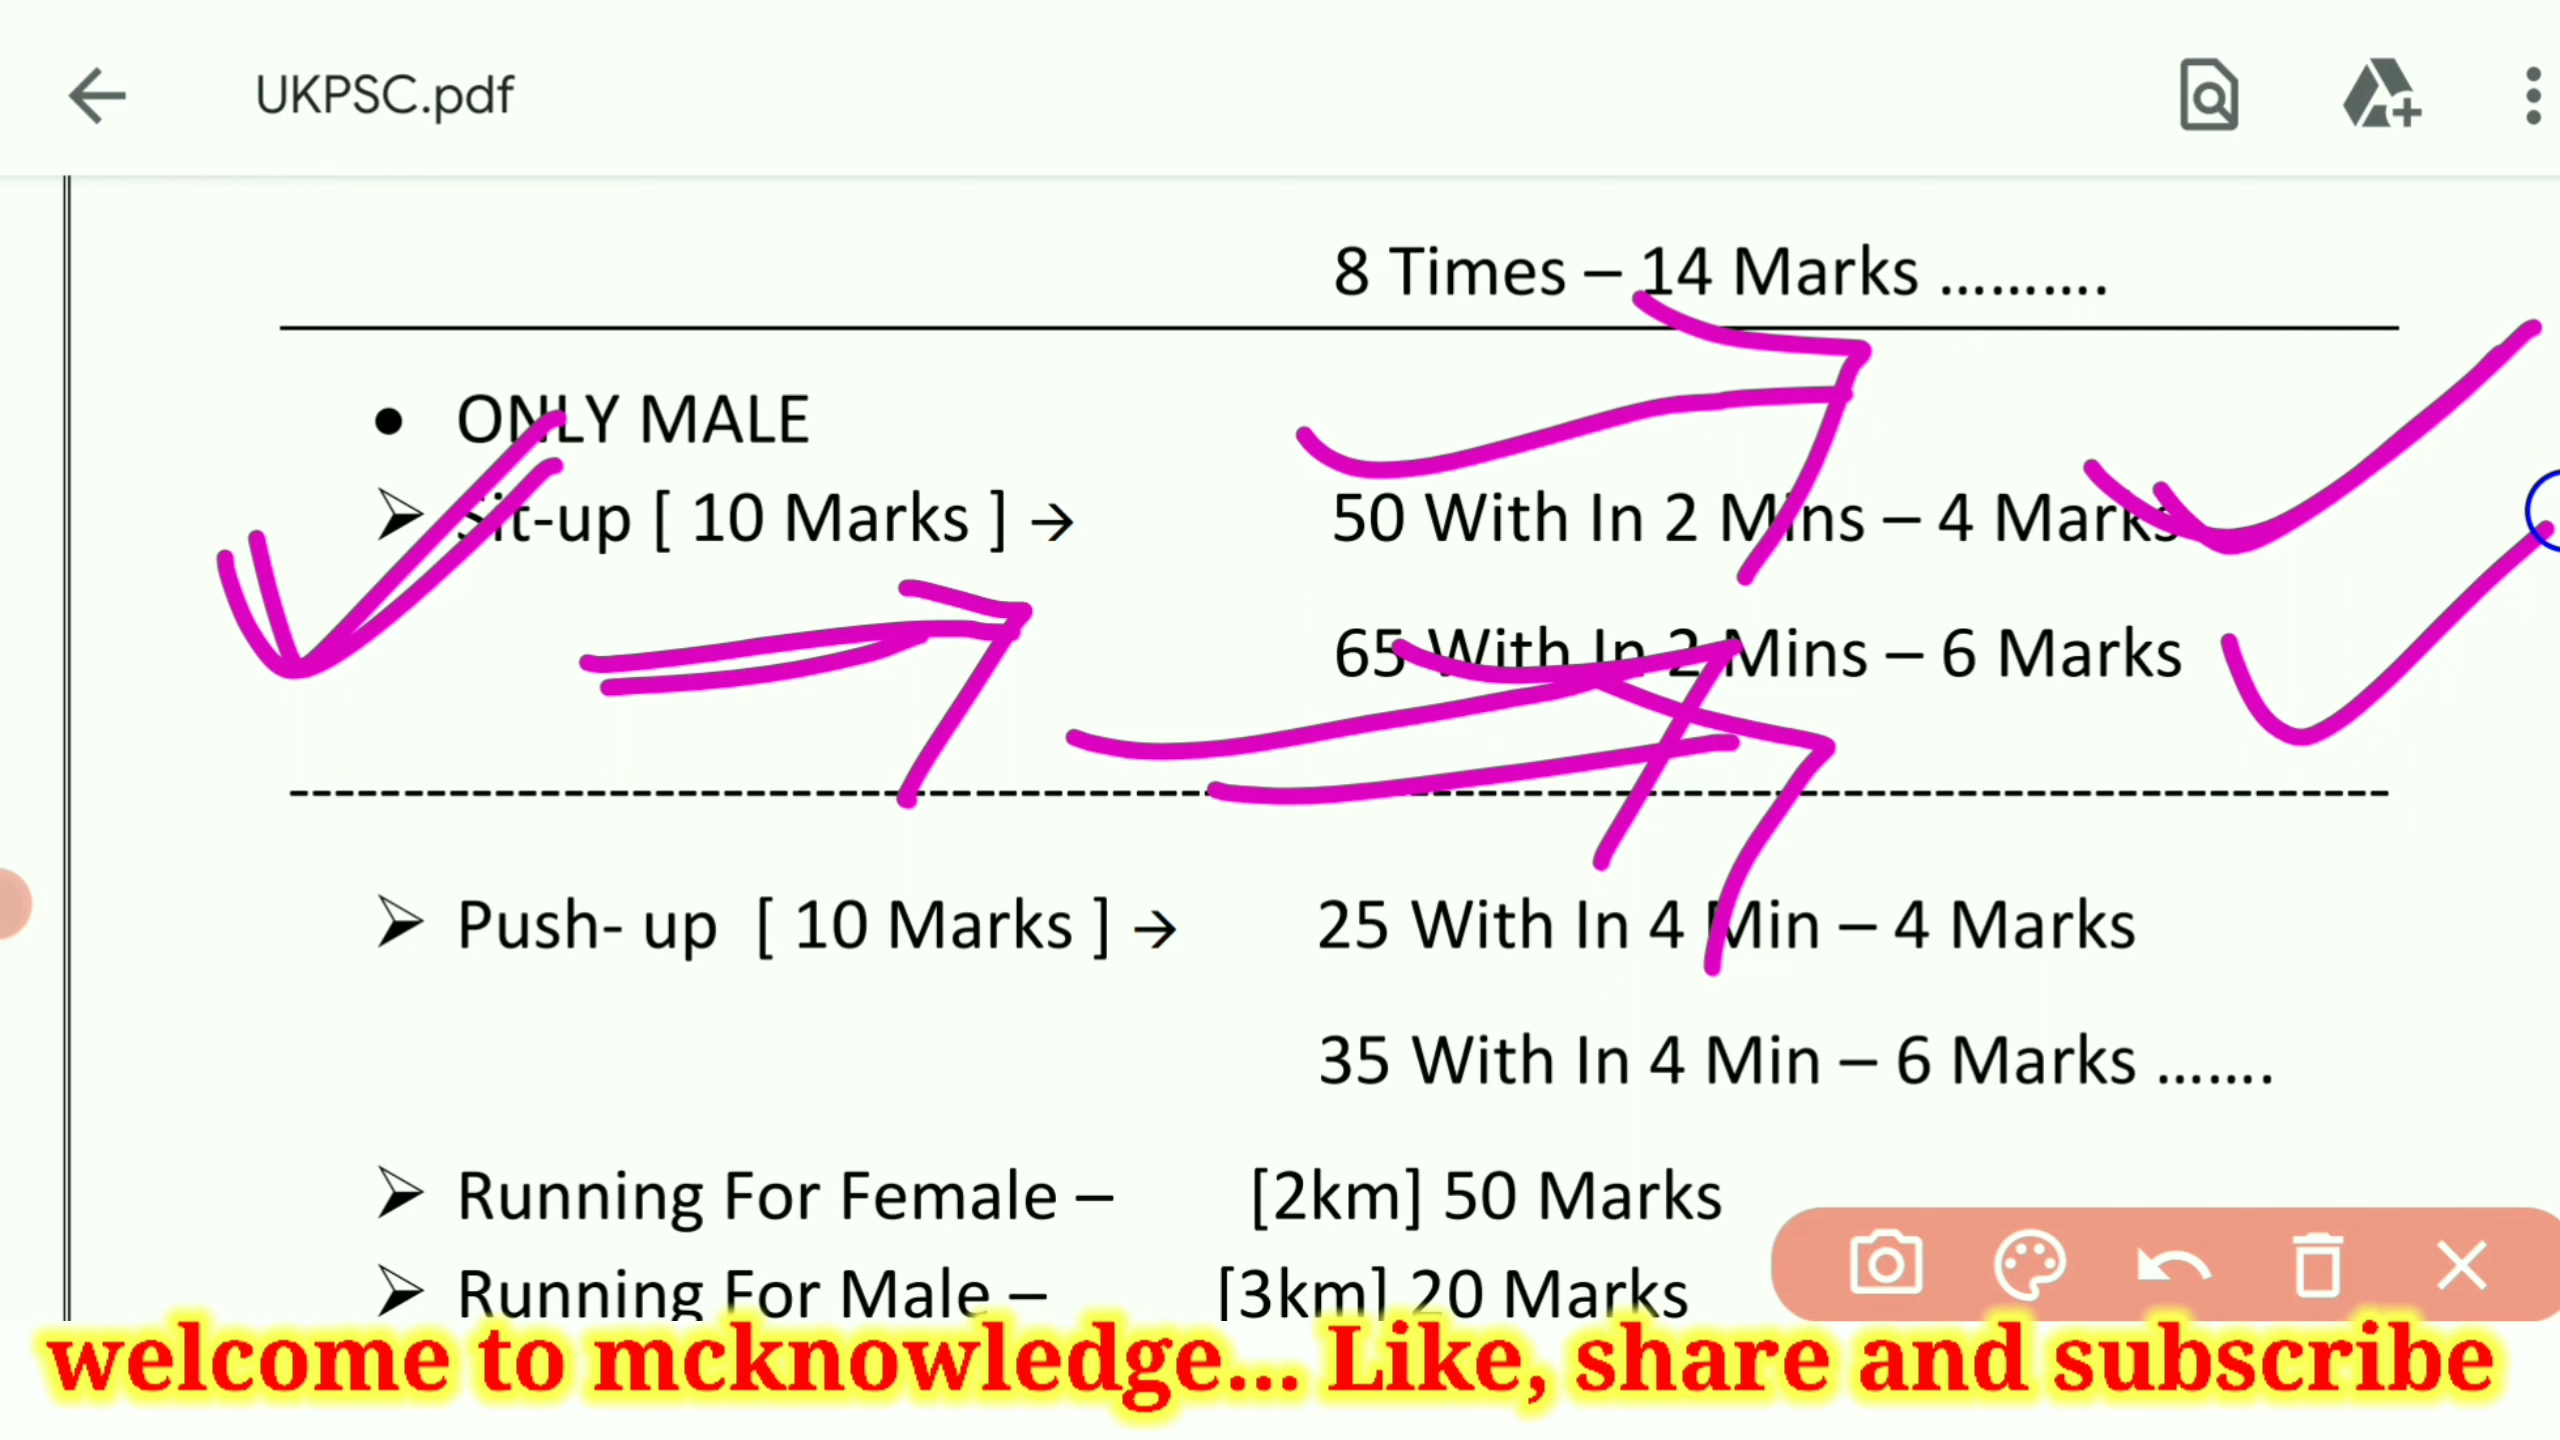 UKPSC.pdf
8 Times – 14 Marks ……….
• ONLY MALE
➢ Sit-up [ 10 Marks ] → 50 With In 2 Mins – 4 Marks
65 With In 2 Mins – 6 Marks
➢ Push- up [ 10 Marks ] → 25 With In 4 Min – 4 Marks
35 With In 4 Min – 6 Marks …….
➢ Running For Female – [2km] 50 Marks
➢ Running For Male – [3km] 20 Marks
welcome to mcknowledge... Like, share and subscribe